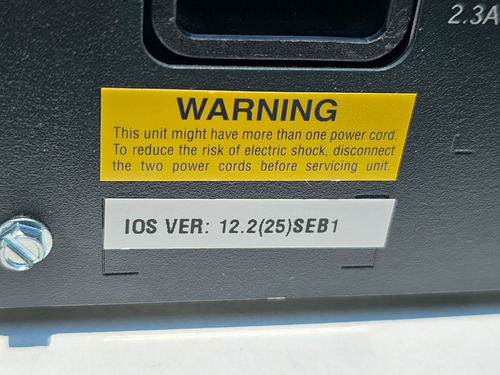 2.3A
WARNING
This unit might have more than one power cord.
To reduce the risk of electric shock, disconnect
the two power cords before servicing unit.
IOS VER: 12.2(25)SEB1